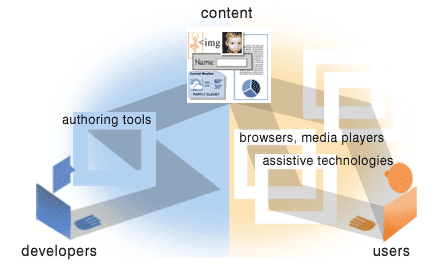 content
<img
Name:
Current Weather
60°
30°
PARTLY CLOUDY
authoring tools
browsers, media players
assistive technologies
developers
users